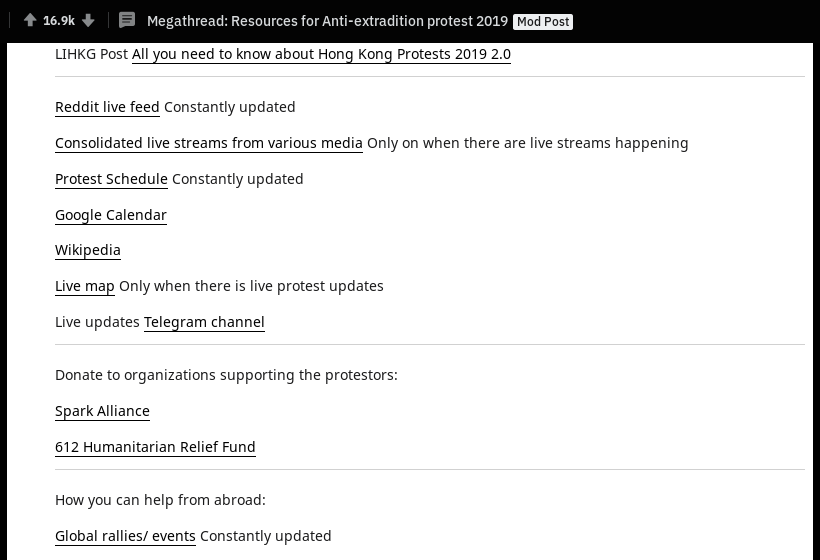 16.9k Megathread: Resources for Anti-extradition protest 2019 Mod Post
LIHKG Post All you need to know about Hong Kong Protests 2019 2.0
Reddit live feed Constantly updated
Consolidated live streams from various media Only on when there are live streams happening
Protest Schedule Constantly updated
Google Calendar
Wikipedia
Live map Only when there is live protest updates
Live updates Telegram channel
Donate to organizations supporting the protestors:
Spark Alliance
612 Humanitarian Relief Fund
How you can help from abroad:
Global rallies/ events Constantly updated